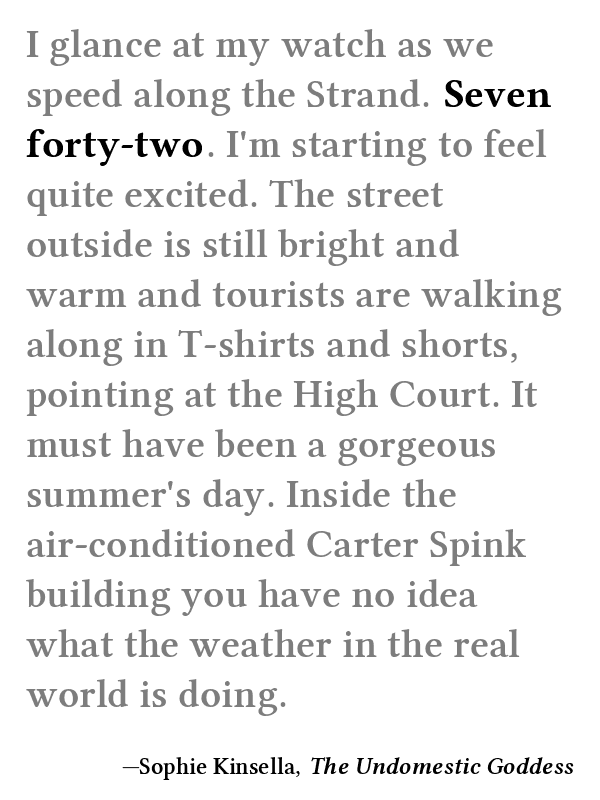 I glance at my watch as we
speed along the Strand. Seven
forty-two. I'm starting to feel
quite excited. The street
outside is still bright and
warm and tourists are walking
along in T-shirts and shorts,
pointing at the High Court. It
must have been a gorgeous
summer's day. Inside the
air-conditioned Carter Spink
building you have no idea
what the weather in the real
world is doing.
—Sophie Kinsella, The Undomestic Goddess